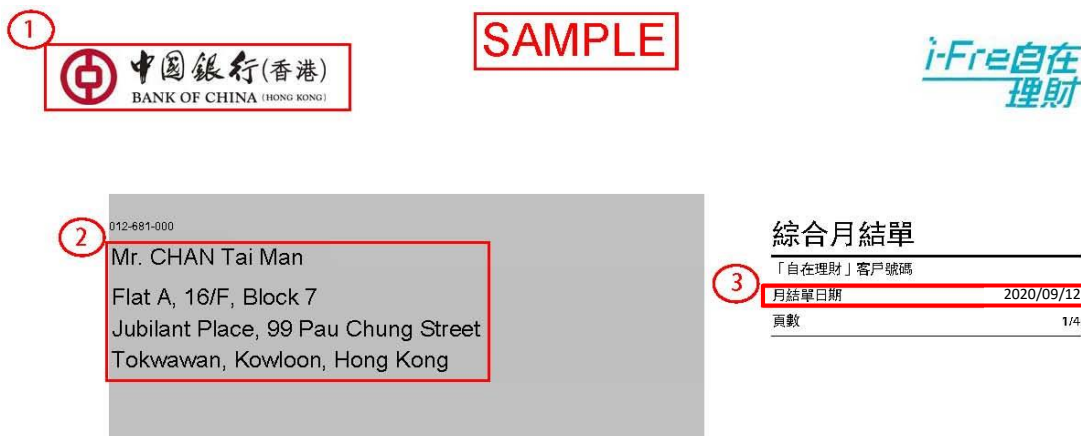 1
SAMPLE
中国銀行(香港)
BANK OF CHINA (HONG KONG)
i-Fre自在
理財
2
012-681-000
Mr. CHAN Tai Man
Flat A, 16/F, Block 7
Jubilant Place, 99 Pau Chung Street
Tokwawan, Kowloon, Hong Kong
綜合月結單
「自在理財」客戶號碼
3
月結單日期 2020/09/12
頁數 1/4